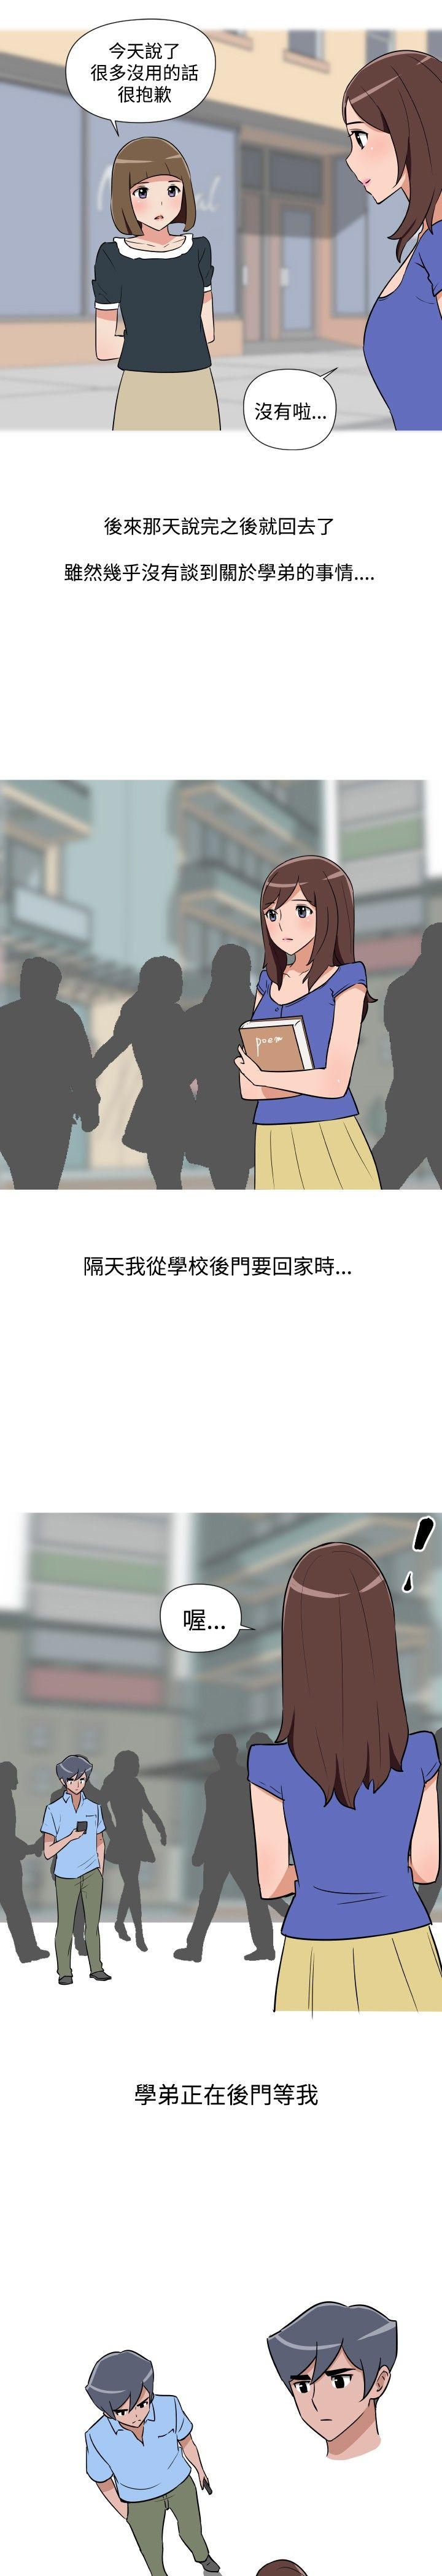 今天說了
很多沒用的話
很抱歉
沒有啦...
後來那天說完之後就回去了
雖然幾乎沒有談到關於學弟的事情....
poem
隔天我從學校後門要回家時...
喔...
學弟正在後門等我